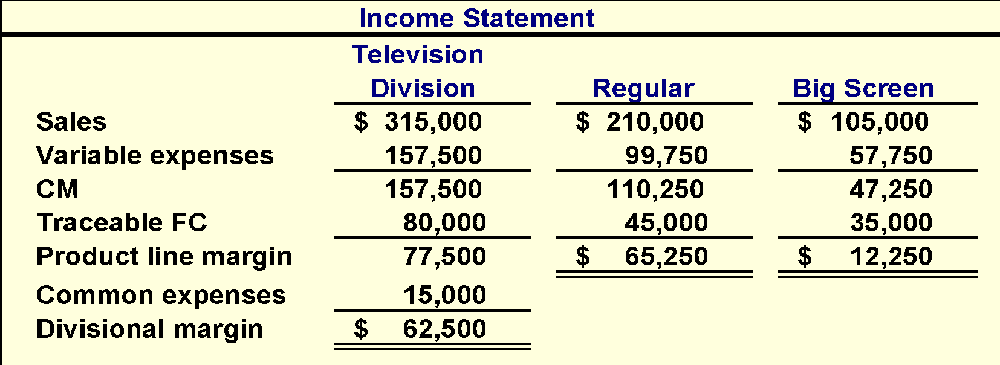 Income Statement
Television
Division Regular Big Screen
Sales $ 315,000 $ 210,000 $ 105,000
Variable expenses 157,500 99,750 57,750
CM 157,500 110,250 47,250
Traceable FC 80,000 45,000 35,000
Product line margin 77,500 $ 65,250 $ 12,250
Common expenses 15,000
Divisional margin $ 62,500